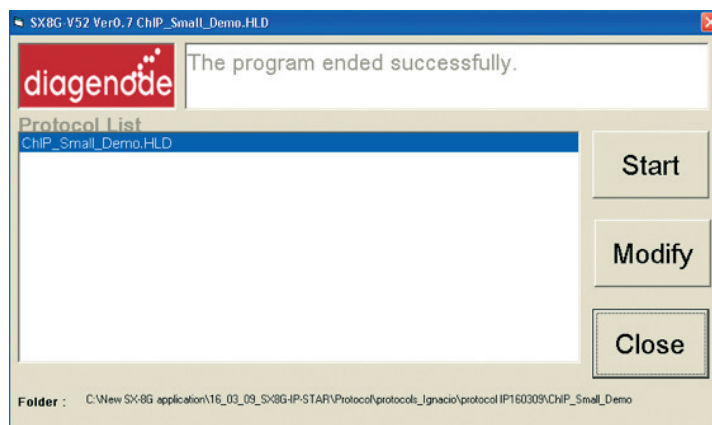 SX8G-V52 Ver0.7 ChIP_Small_Demo.HLD
diagenode
The program ended successfully.
Protocol List
ChIP_Small_Demo.HLD
Start
Modify
Close
Folder : C:\New SX-8G application\16_03_09_SX8G-IP-STAR\Protocol\protocols_Ignacio\protocol IP160309\ChIP_Small_Demo